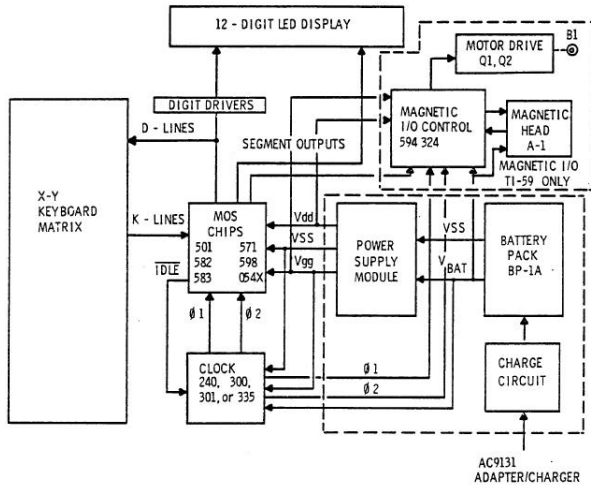 12 - DIGIT LED DISPLAY
B1
MOTOR DRIVE
Q1, Q2
DIGIT DRIVERS
D - LINES
SEGMENT OUTPUTS
MAGNETIC
I/O CONTROL
594 324
MAGNETIC
HEAD
A-1
MAGNETIC I/O
TI-59 ONLY
X-Y
KEYBOARD
MATRIX
K - LINES
MOS
CHIPS
501 571
582 598
583 054X
IDLE
Vdd
VSS
Vgg
POWER
SUPPLY
MODULE
VSS
V BAT
BATTERY
PACK
BP-1A
Ø 1
Ø 2
CLOCK
240, 300,
301, or 335
Ø 1
Ø 2
CHARGE
CIRCUIT
AC9131
ADAPTER/CHARGER